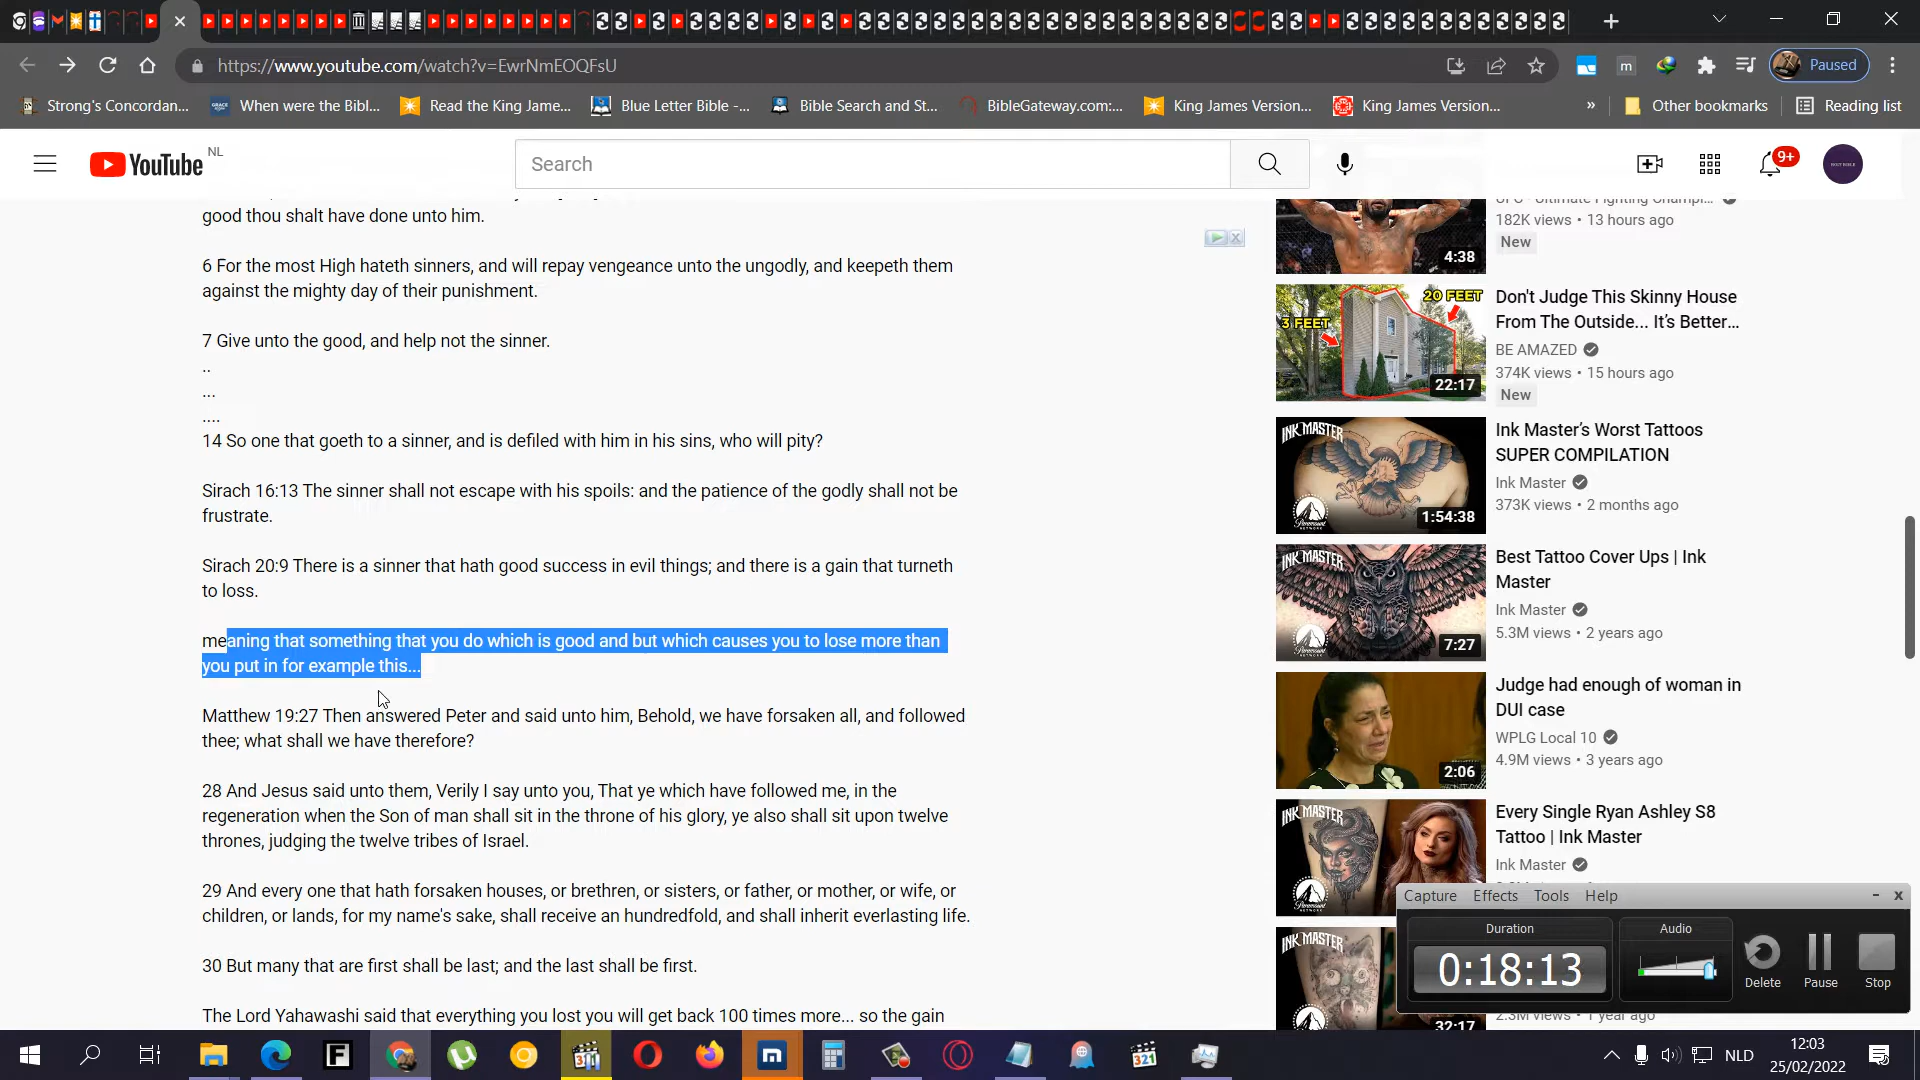 https://www.youtube.com/watch?v=EwrNmEOQFsU
Paused
Strong's Concordan...
When were the Bibl...
Read the King Jame...
Blue Letter Bible -...
Bible Search and St...
BibleGateway.com:...
King James Version...
King James Version...
»
Other bookmarks
Reading list
YouTube NL
Search
9+
good thou shalt have done unto him.
6 For the most High hateth sinners, and will repay vengeance unto the ungodly, and keepeth them
against the mighty day of their punishment.
7 Give unto the good, and help not the sinner.
..
...
....
14 So one that goeth to a sinner, and is defiled with him in his sins, who will pity?
Sirach 16:13 The sinner shall not escape with his spoils: and the patience of the godly shall not be
frustrate.
Sirach 20:9 There is a sinner that hath good success in evil things; and there is a gain that turneth
to loss.
meaning that something that you do which is good and but which causes you to lose more than
you put in for example this...
Matthew 19:27 Then answered Peter and said unto him, Behold, we have forsaken all, and followed
thee; what shall we have therefore?
28 And Jesus said unto them, Verily I say unto you, That ye which have followed me, in the
regeneration when the Son of man shall sit in the throne of his glory, ye also shall sit upon twelve
thrones, judging the twelve tribes of Israel.
29 And every one that hath forsaken houses, or brethren, or sisters, or father, or mother, or wife, or
children, or lands, for my name's sake, shall receive an hundredfold, and shall inherit everlasting life.
30 But many that are first shall be last; and the last shall be first.
The Lord Yahawashi said that everything you lost you will get back 100 times more... so the gain
182K views • 13 hours ago
New
4:38
20 FEET
3 FEET
22:17
Don't Judge This Skinny House
From The Outside... It's Better...
BE AMAZED
374K views • 15 hours ago
New
INK MASTER
1:54:38
Ink Master's Worst Tattoos
SUPER COMPILATION
Ink Master
373K views • 2 months ago
INK MASTER
7:27
Best Tattoo Cover Ups | Ink
Master
Ink Master
5.3M views • 2 years ago
2:06
Judge had enough of woman in
DUI case
WPLG Local 10
4.9M views • 3 years ago
INK MASTER
Every Single Ryan Ashley S8
Tattoo | Ink Master
Ink Master
INK MASTER
32:17
2.3M views • 1 year ago
Capture Effects Tools Help
Duration
0:18:13
Audio
Delete
Pause
Stop
NLD
12:03
25/02/2022